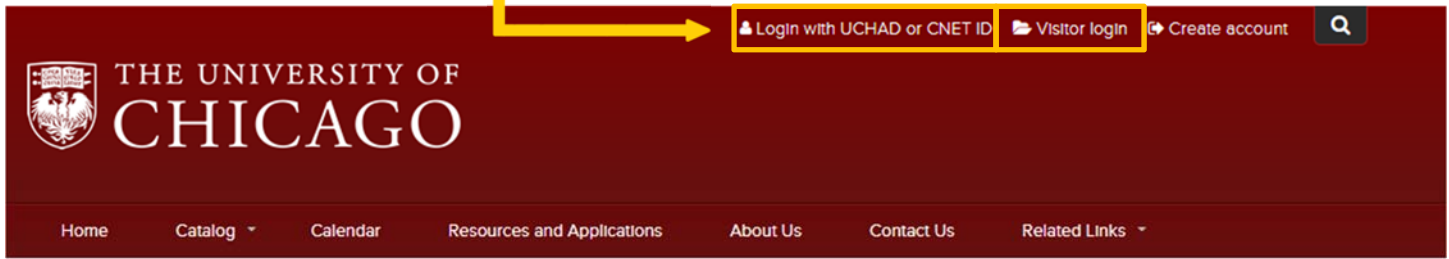 Login with UCHAD or CNET ID Visitor login Create account
THE UNIVERSITY OF
CHICAGO
Home Catalog Calendar Resources and Applications About Us Contact Us Related Links